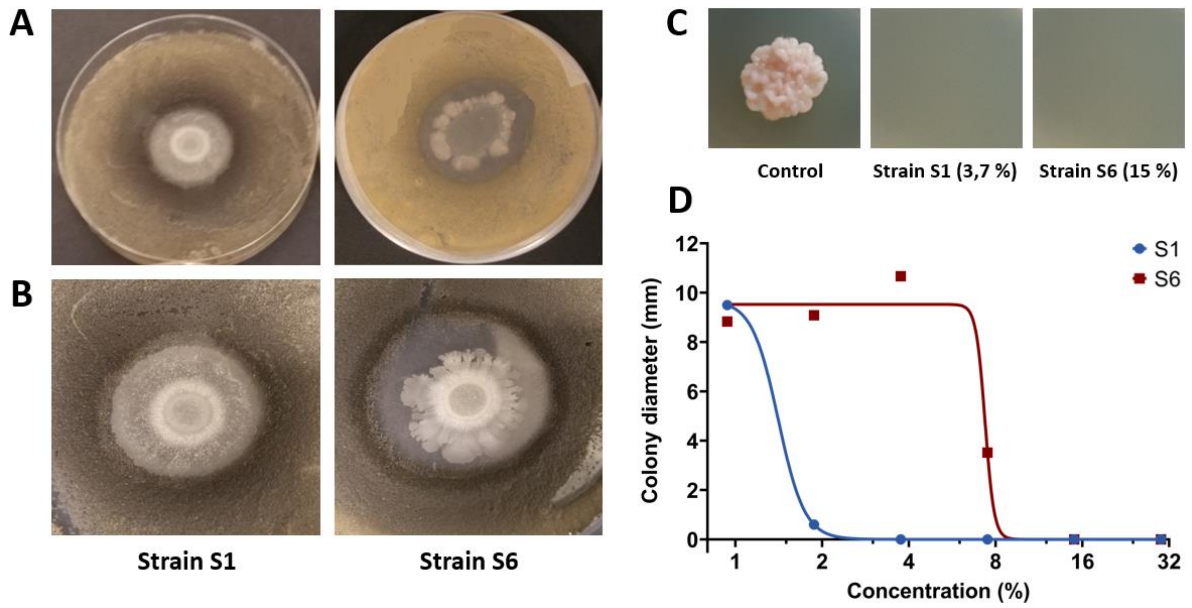 A
B
Strain S1
Strain S6
C
Control
Strain S1 (3,7 %)
Strain S6 (15 %)
D
12
10
8
6
4
2
0
Colony diameter (mm)
S1
S6
1
2
4
8
16
32
Concentration (%)